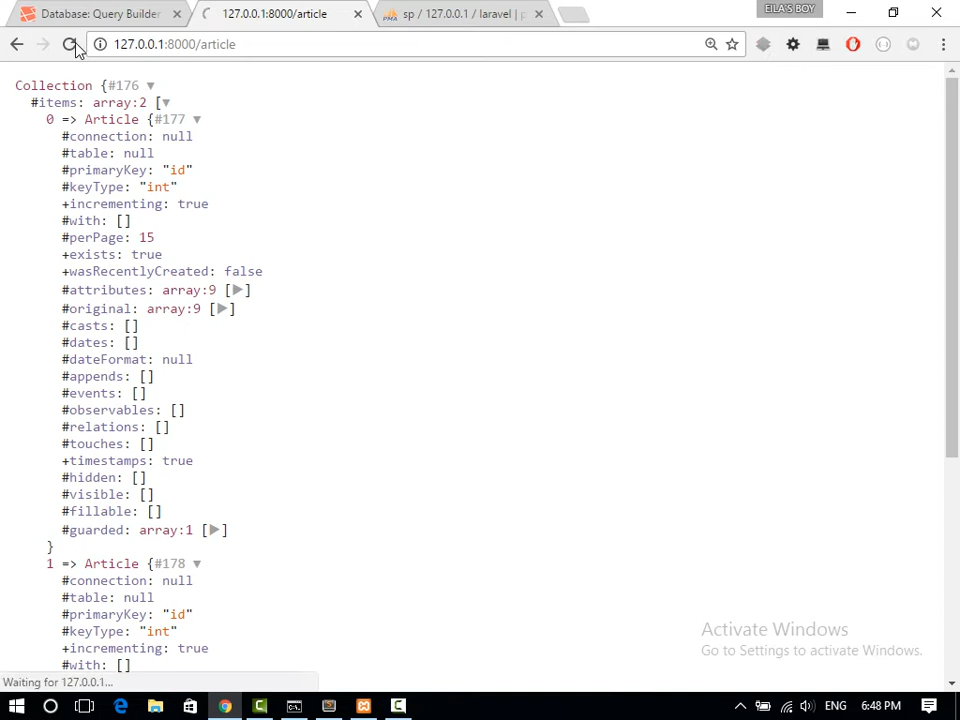 Database: Query Builder
127.0.0.1:8000/article
sp / 127.0.0.1 / laravel | p
EILA'S BOY
127.0.0.1:8000/article
Collection {#176 ▼
#items: array:2 [▼
0 => Article {#177 ▼
#connection: null
#table: null
#primaryKey: "id"
#keyType: "int"
+incrementing: true
#with: []
#perPage: 15
+exists: true
+wasRecentlyCreated: false
#attributes: array:9 [▶]
#original: array:9 [▶]
#casts: []
#dates: []
#dateFormat: null
#appends: []
#events: []
#observables: []
#relations: []
#touches: []
+timestamps: true
#hidden: []
#visible: []
#fillable: []
#guarded: array:1 [▶]
}
1 => Article {#178 ▼
#connection: null
#table: null
#primaryKey: "id"
#keyType: "int"
+incrementing: true
#with: []
Activate Windows
Go to Settings to activate Windows.
Waiting for 127.0.0.1...
ENG
6:48 PM